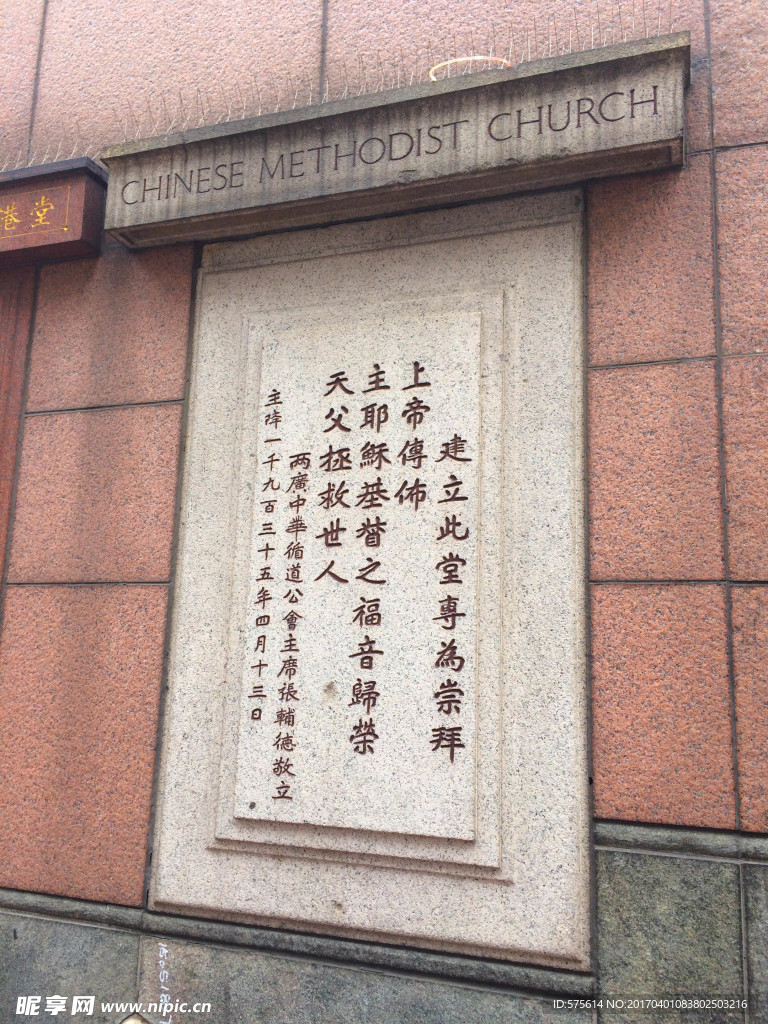 CHINESE METHODIST CHURCH
港堂
建立此堂專為崇拜
上帝傳佈
主耶穌基督之福音歸榮
天父拯救世人
两廣中華循道公會主席張輔德敬立
主降一千九百三十五年四月十三日
昵享网 www.nipic.cn
ID:575614 NO:20170401083802503216